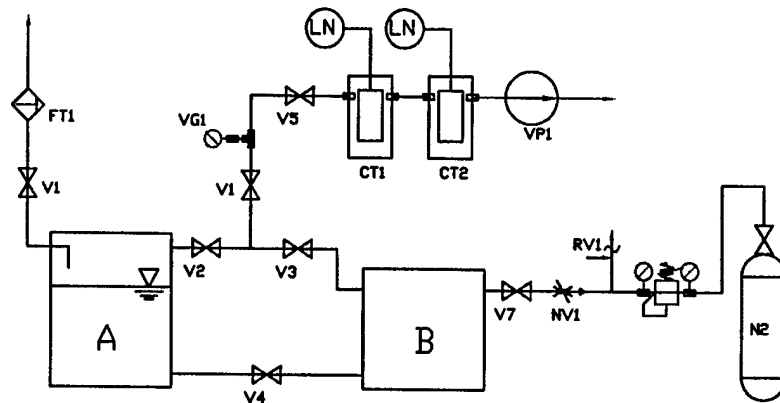 LN LN
FT1
VG1
V5
VP1
CT1 CT2
V1
V1
V2 V3
RV1
A
B
V7 NV1
N2
V4